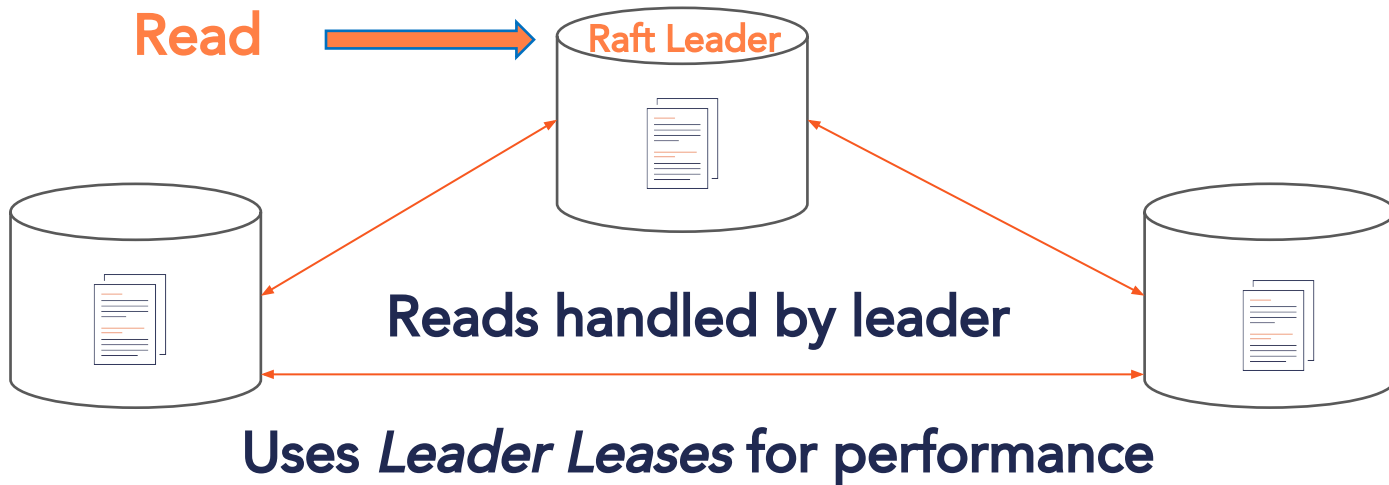 Read
Raft Leader
Reads handled by leader
Uses Leader Leases for performance